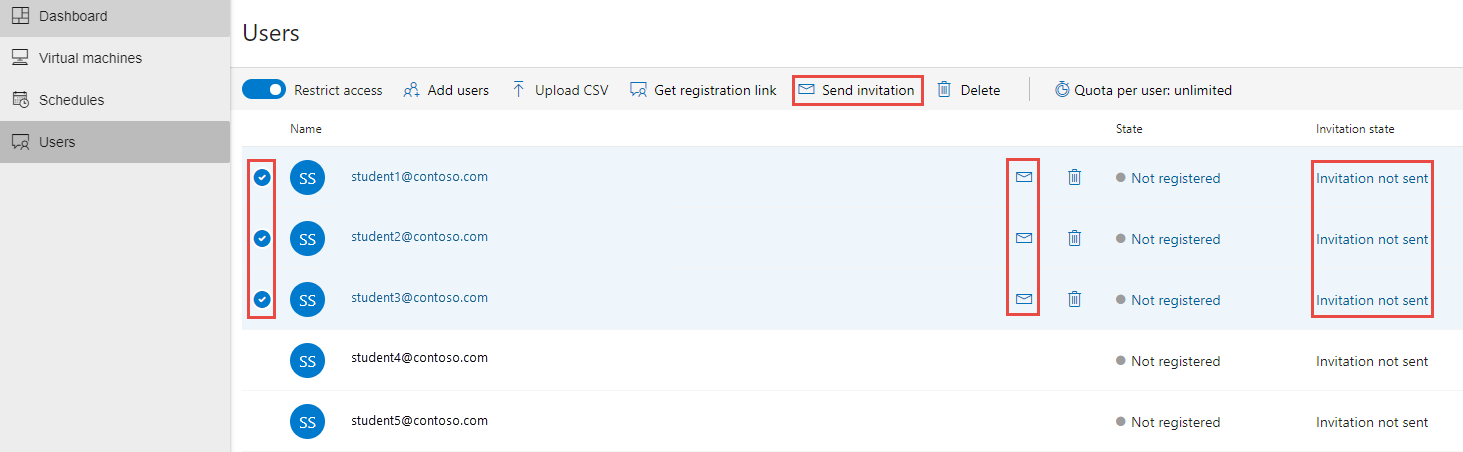 Dashboard
Virtual machines
Schedules
Users
Users
Restrict access Add users Upload CSV Get registration link Send invitation Delete Quota per user: unlimited
Name State Invitation state
SS student1@contoso.com Not registered Invitation not sent
SS student2@contoso.com Not registered Invitation not sent
SS student3@contoso.com Not registered Invitation not sent
SS student4@contoso.com Not registered Invitation not sent
SS student5@contoso.com Not registered Invitation not sent